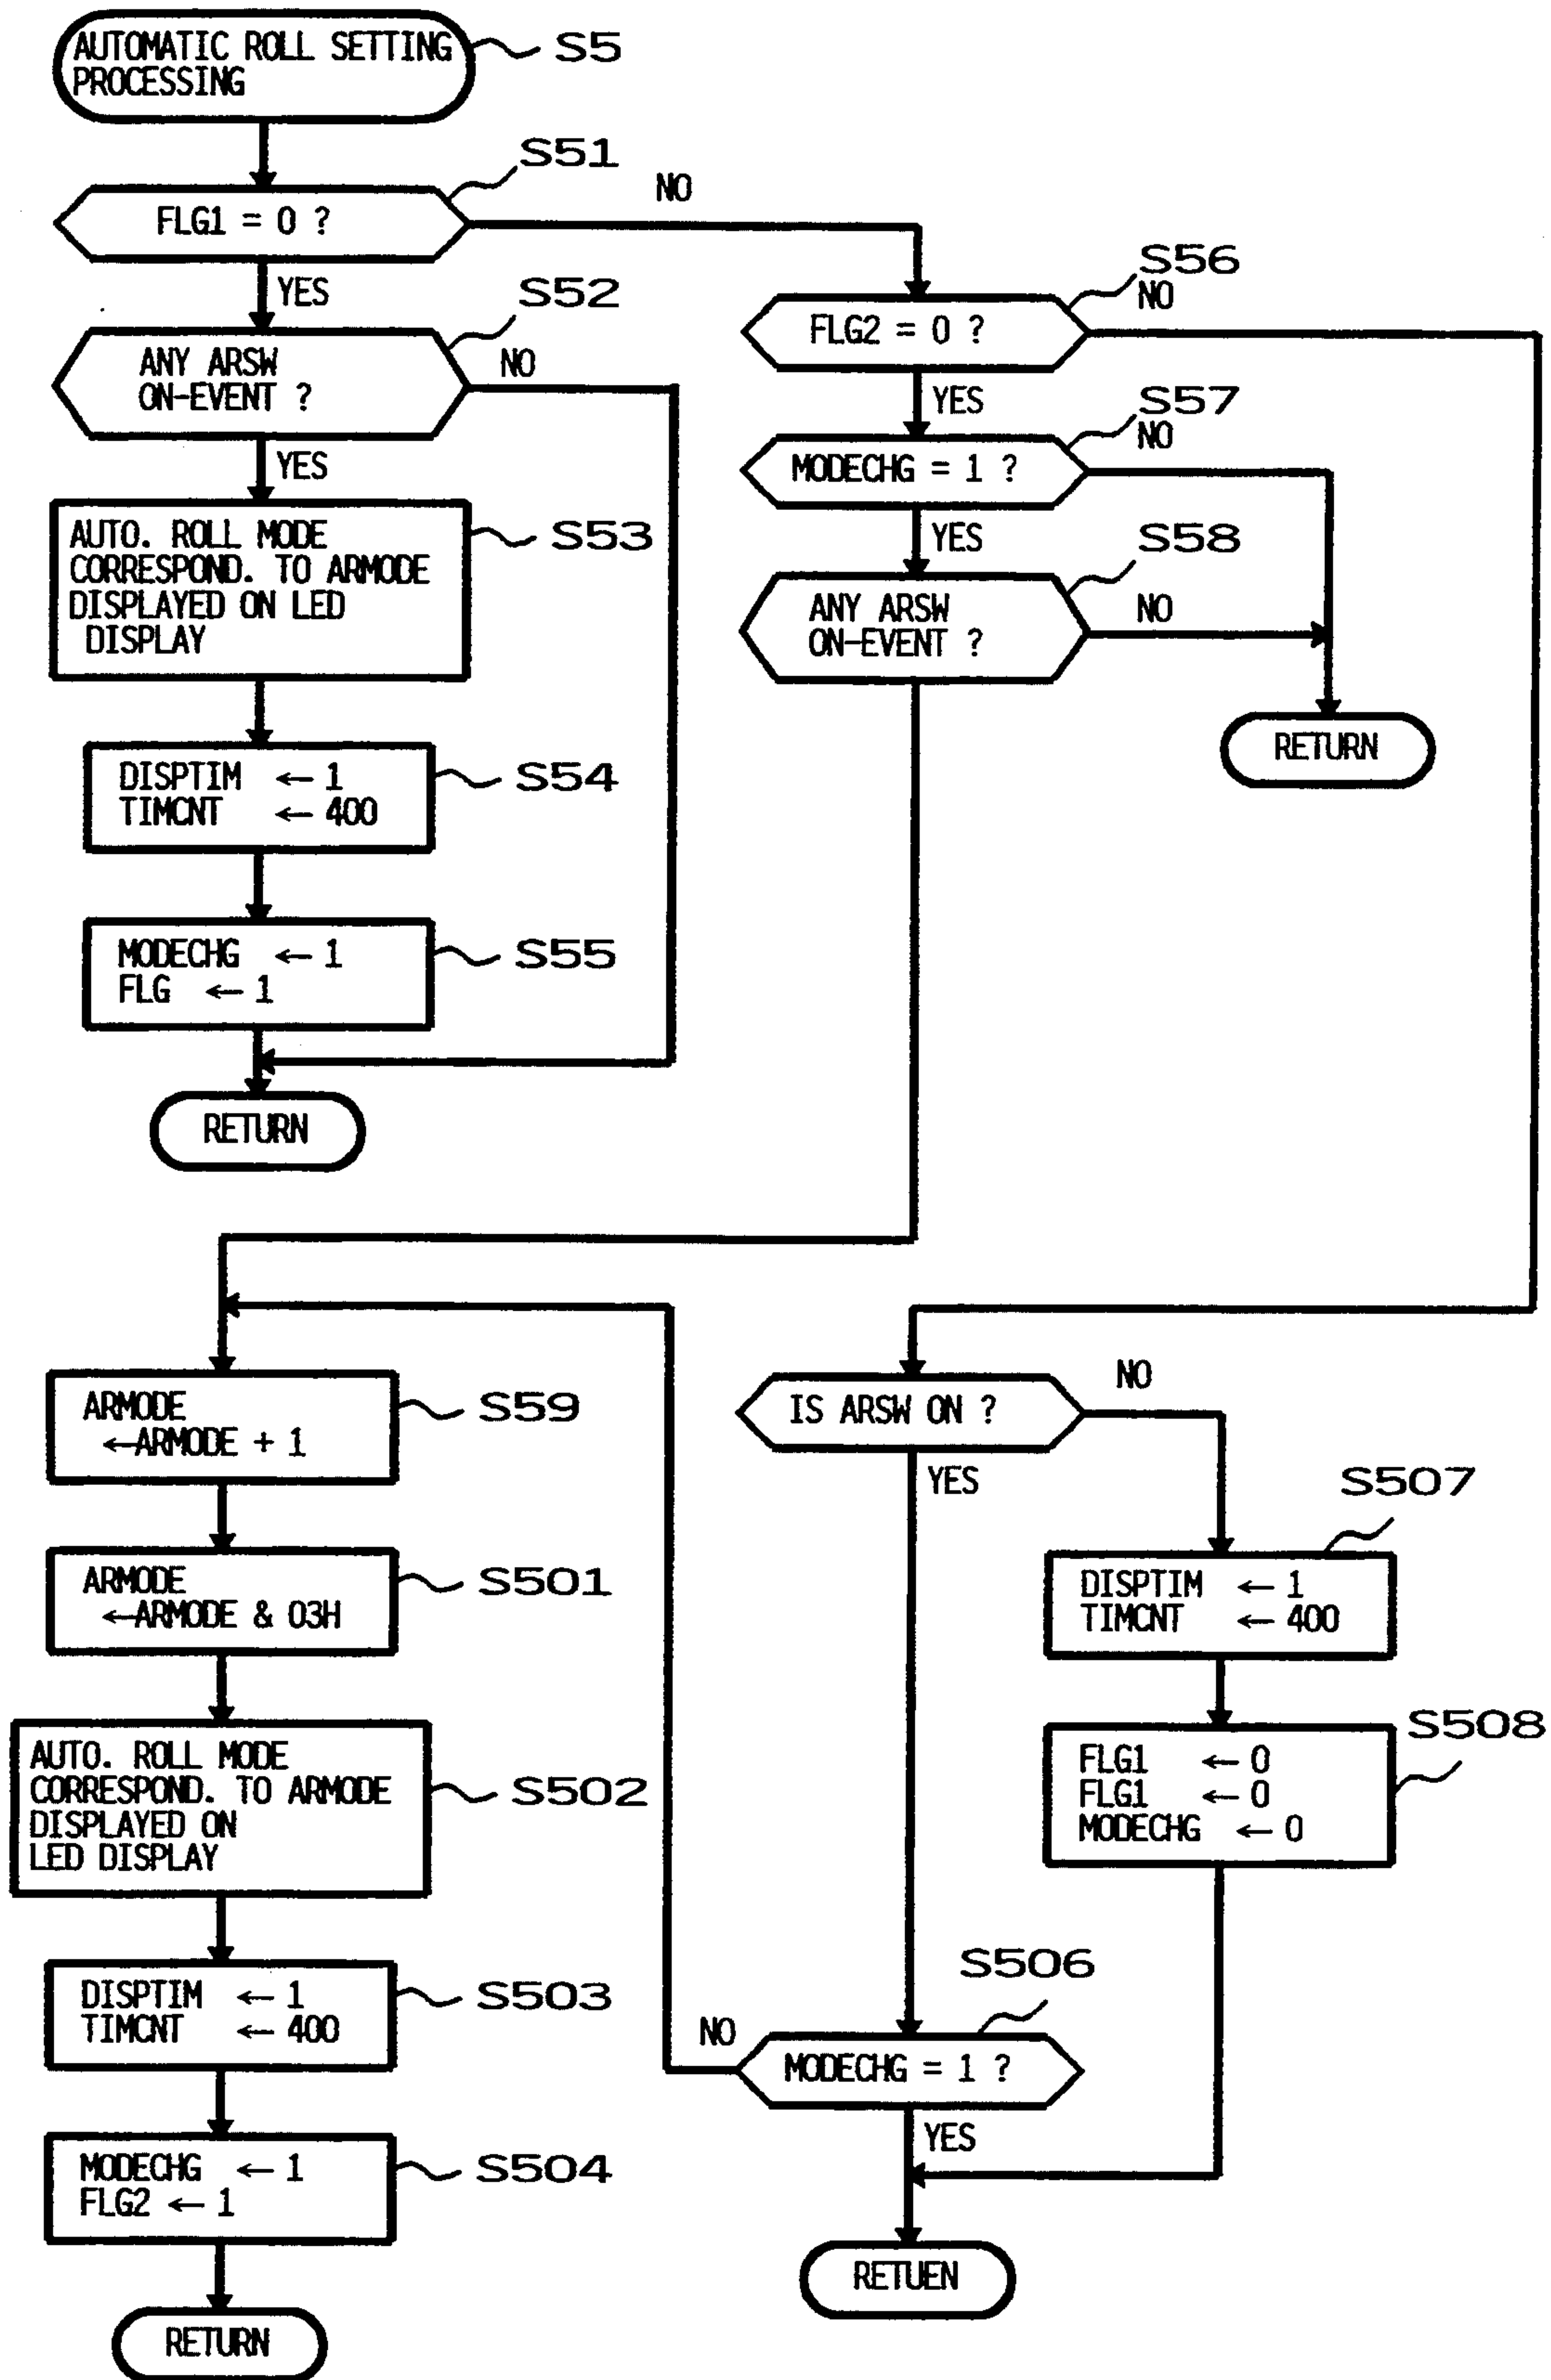 AUTOMATIC ROLL SETTING
PROCESSING
S5
S51
FLG1 = 0 ?
NO
YES
S52
ANY ARSW
ON-EVENT ?
NO
YES
AUTO. ROLL MODE
CORRESPOND. TO ARMODE
DISPLAYED ON LED
DISPLAY
S53
DISPTIM ← 1
TIMCNT ← 400
S54
MODECHG ← 1
FLG ← 1
S55
RETURN
S56
NO
FLG2 = 0 ?
YES
S57
NO
MODECHG = 1 ?
YES
S58
ANY ARSW
ON-EVENT ?
NO
RETURN
ARMODE
←ARMODE + 1
S59
ARMODE
←ARMODE & 03H
S501
AUTO. ROLL MODE
CORRESPOND. TO ARMODE
DISPLAYED ON
LED DISPLAY
S502
DISPTIM ← 1
TIMCNT ← 400
S503
MODECHG ← 1
FLG2 ← 1
S504
RETURN
IS ARSW ON ?
NO
YES
S507
DISPTIM ← 1
TIMCNT ← 400
S508
FLG1 ← 0
FLG1 ← 0
MODECHG ← 0
S506
NO
MODECHG = 1 ?
YES
RETUEN